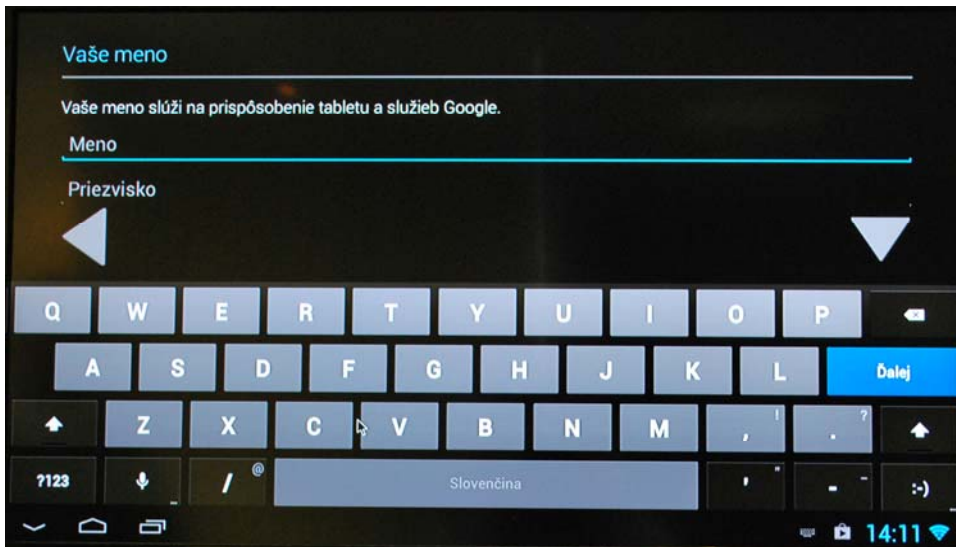 Vaše meno
Vaše meno slúži na prispôsobenie tabletu a služieb Google.
Meno
Priezvisko
Q W E R T Y U I O P
A S D F G H J K L Ďalej
Z X C V B N M , ! . ?
?123 / @ Slovenčina ' " - _ :-)
14:11